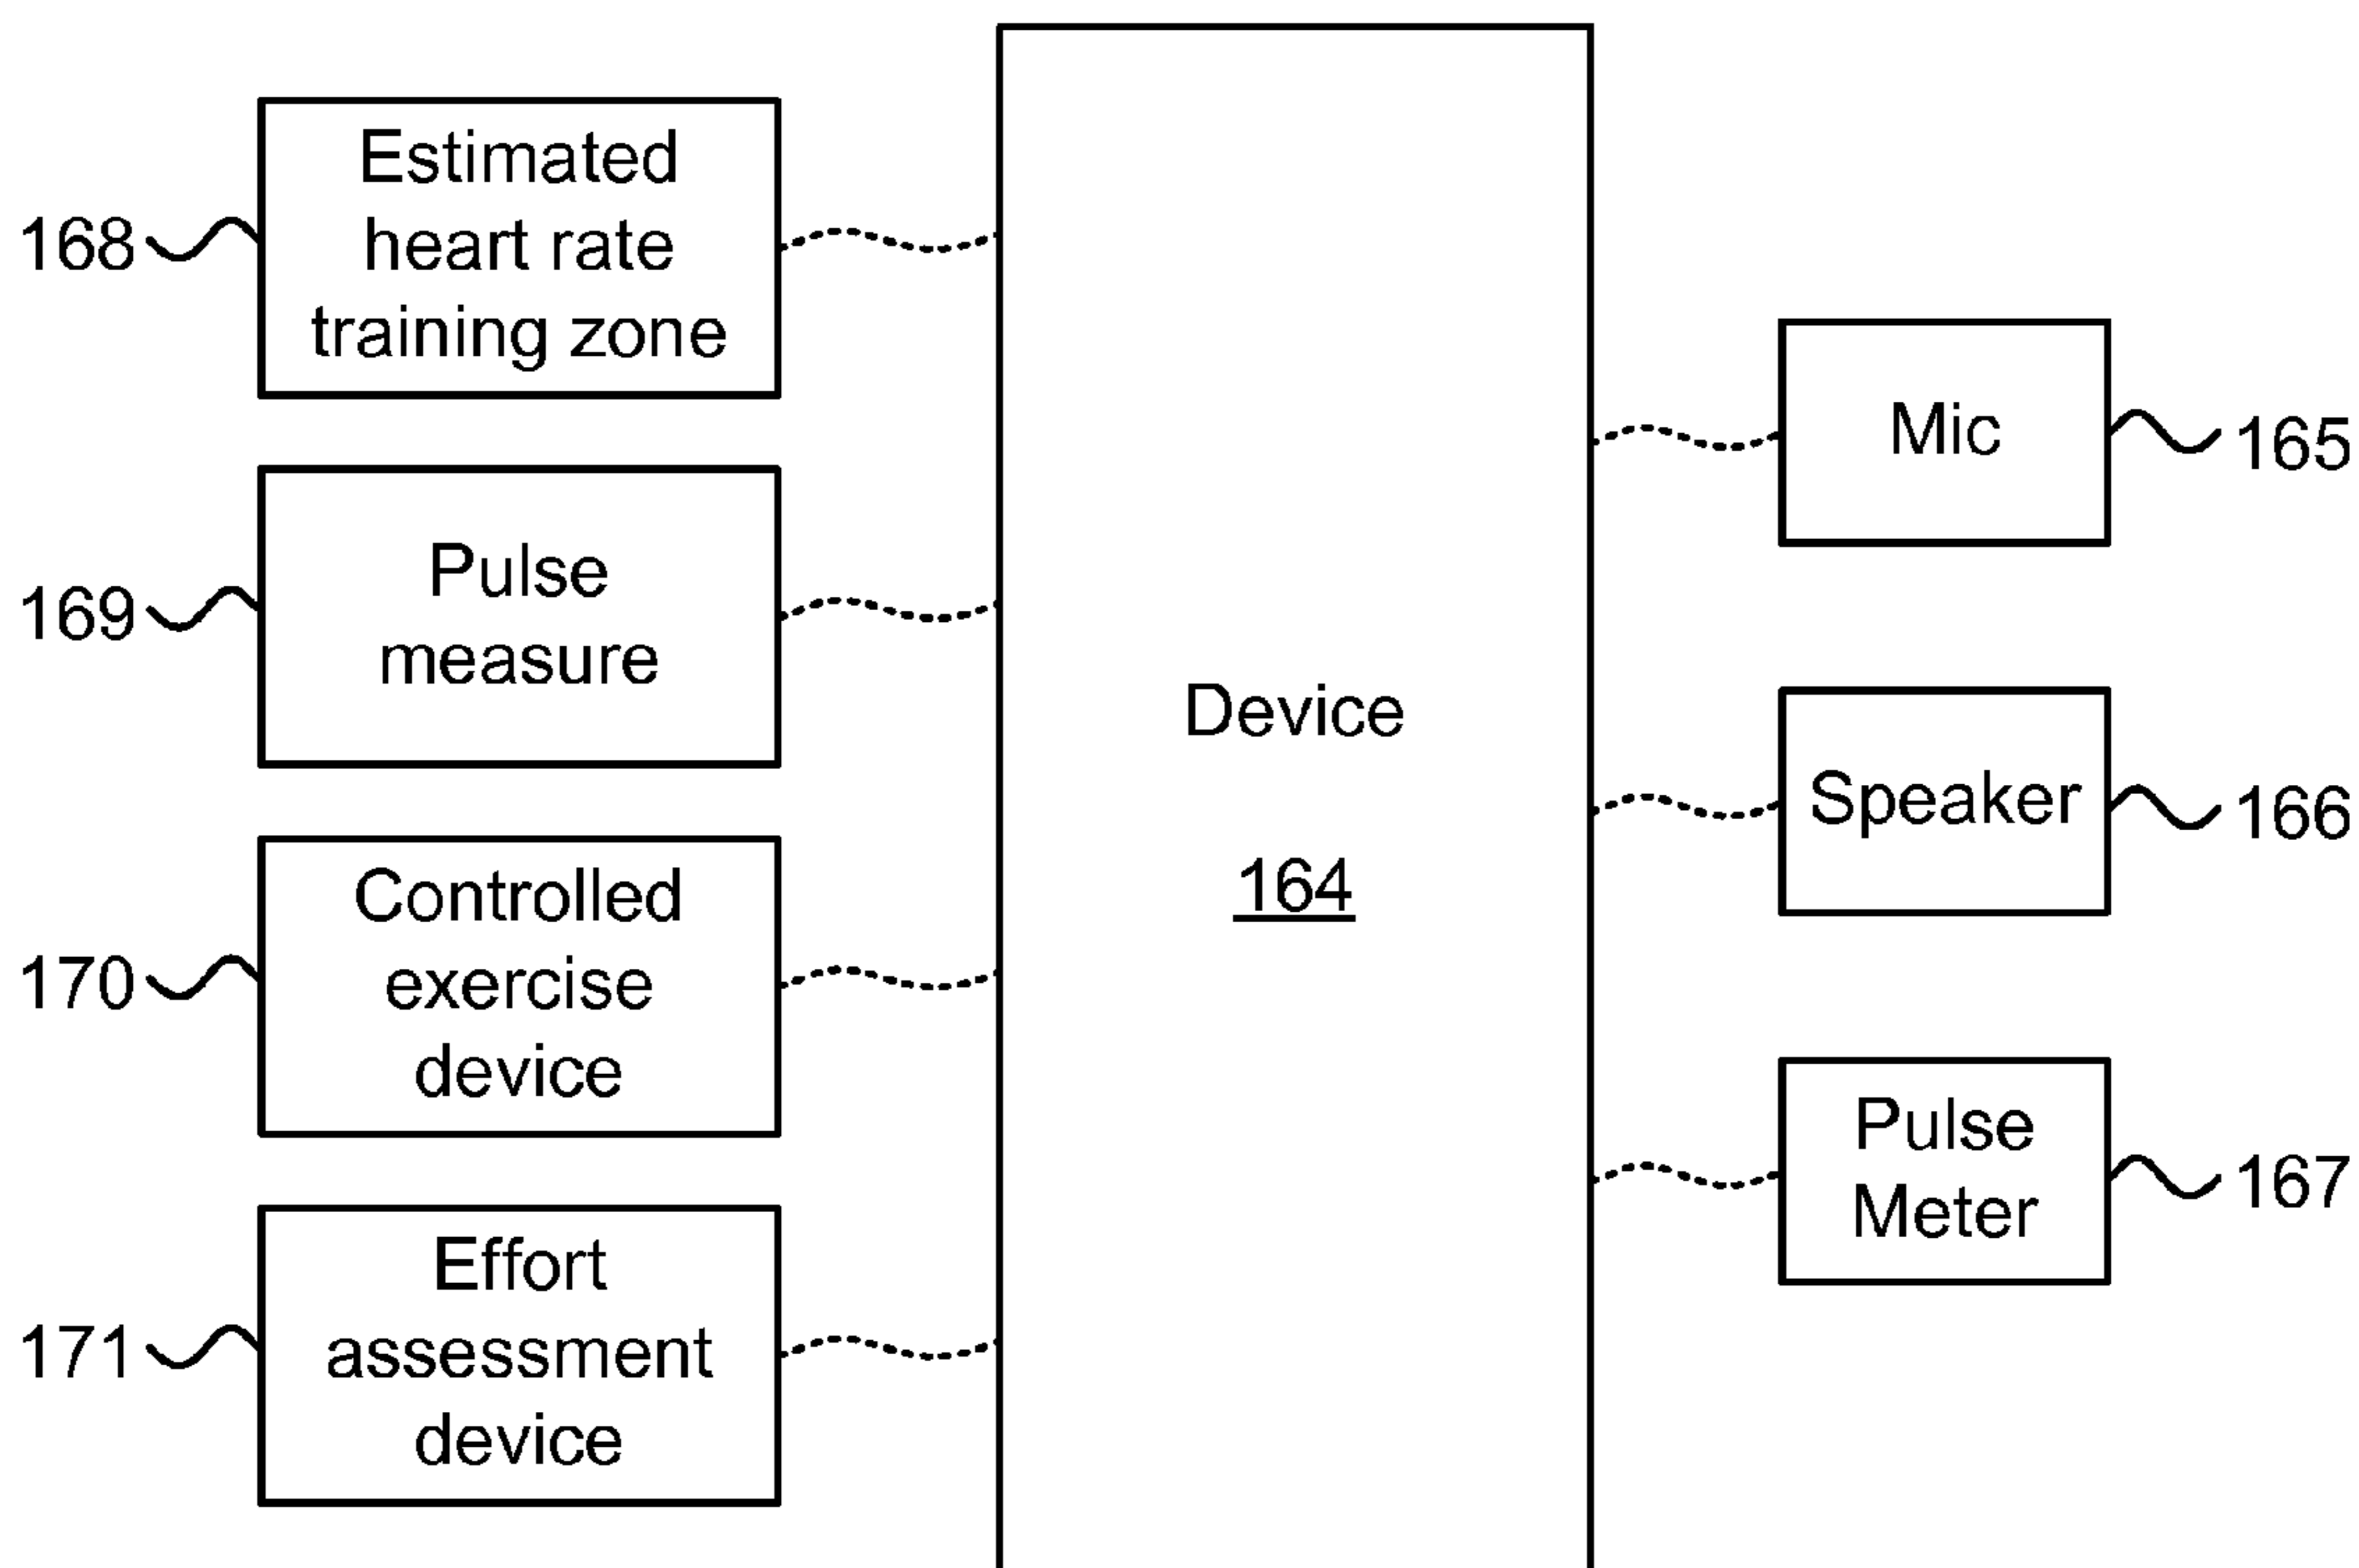 168
Estimated
heart rate
training zone
169
Pulse
measure
170
Controlled
exercise
device
171
Effort
assessment
device
Device
164
Mic
165
Speaker
166
Pulse
Meter
167